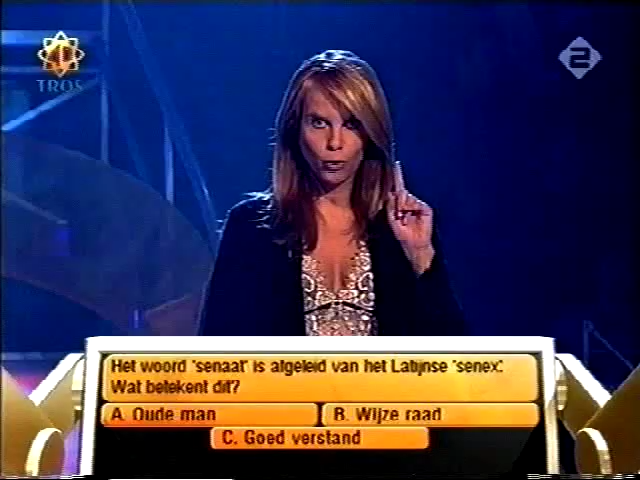 TROS
2
Het woord 'senaat' is afgeleid van het Latijnse 'senex'.
Wat betekent dit?
A. Oude man
B. Wijze raad
C. Goed verstand